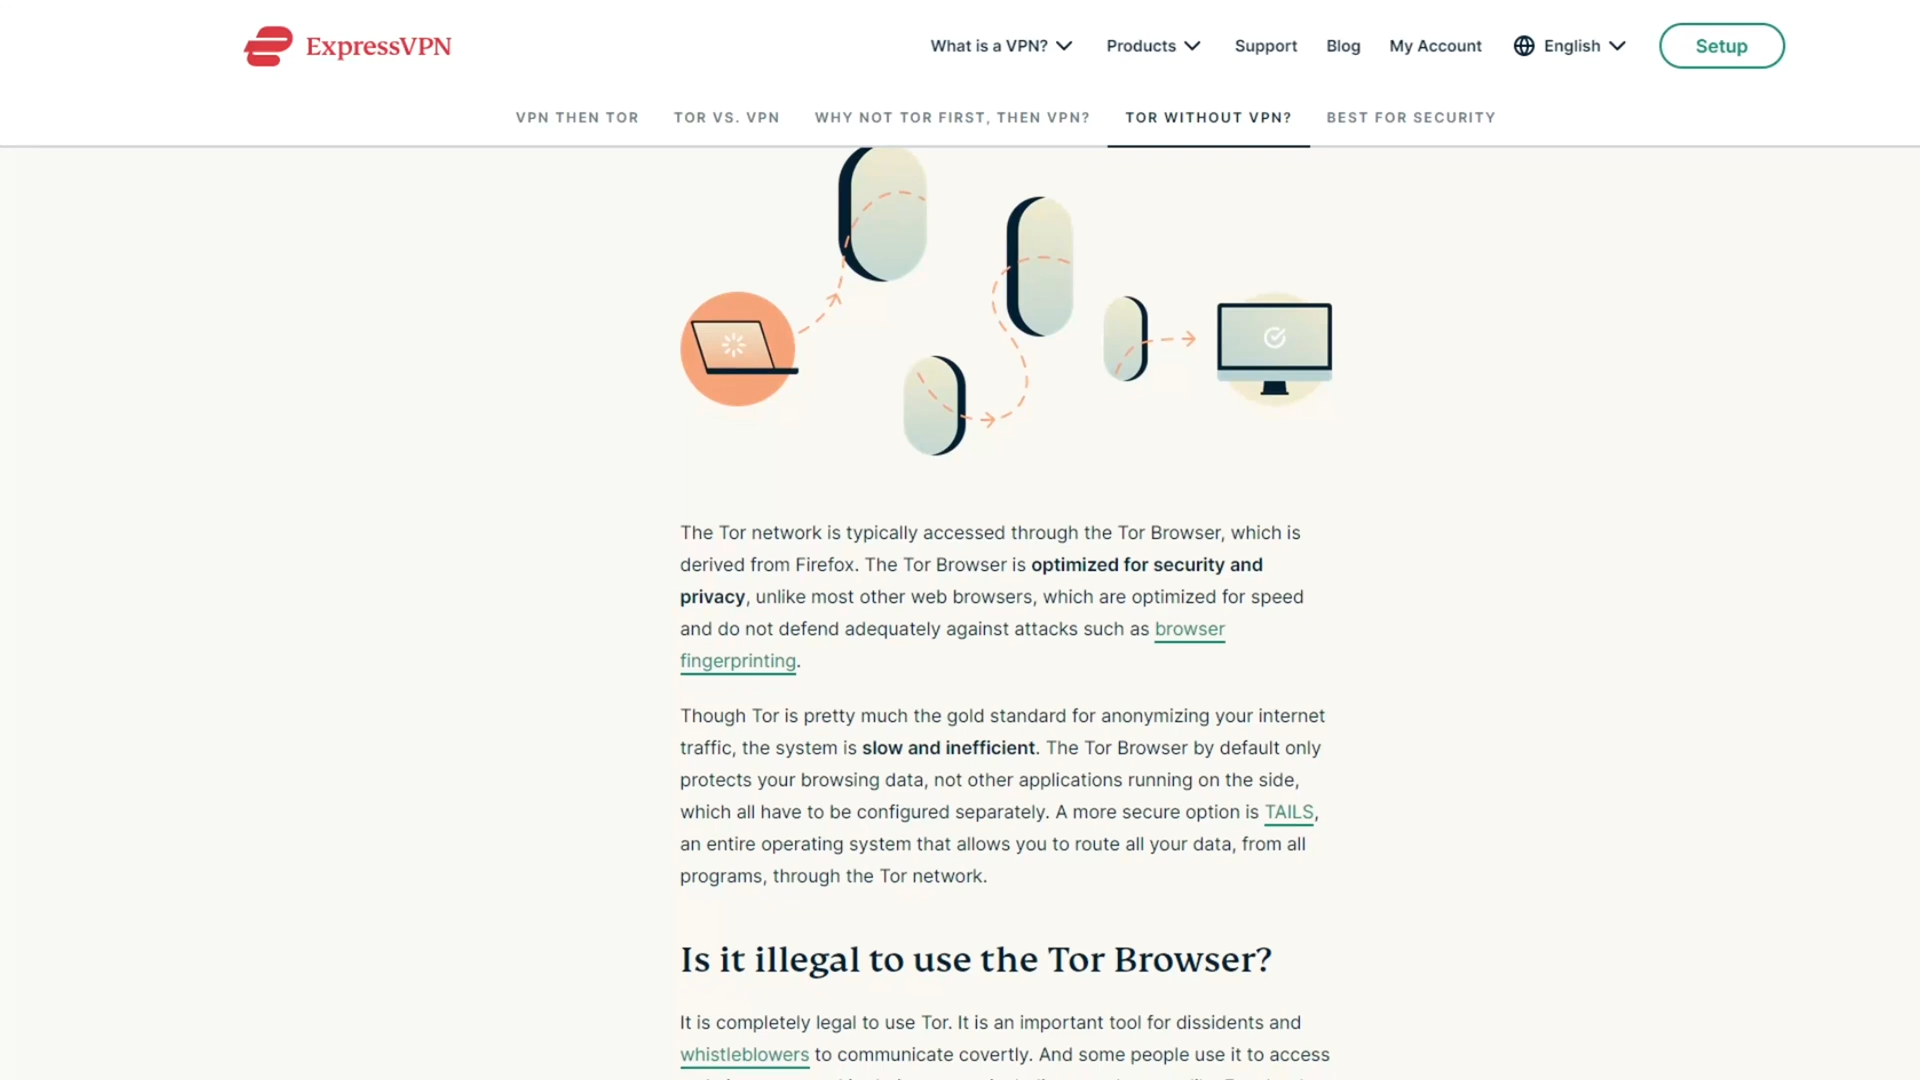 ExpressVPN
What is a VPN? Products Support Blog My Account English Setup
VPN THEN TOR TOR VS. VPN WHY NOT TOR FIRST, THEN VPN? TOR WITHOUT VPN? BEST FOR SECURITY
The Tor network is typically accessed through the Tor Browser, which is
derived from Firefox. The Tor Browser is optimized for security and
privacy, unlike most other web browsers, which are optimized for speed
and do not defend adequately against attacks such as browser
fingerprinting.
Though Tor is pretty much the gold standard for anonymizing your internet
traffic, the system is slow and inefficient. The Tor Browser by default only
protects your browsing data, not other applications running on the side,
which all have to be configured separately. A more secure option is TAILS,
an entire operating system that allows you to route all your data, from all
programs, through the Tor network.
Is it illegal to use the Tor Browser?
It is completely legal to use Tor. It is an important tool for dissidents and
whistleblowers to communicate covertly. And some people use it to access